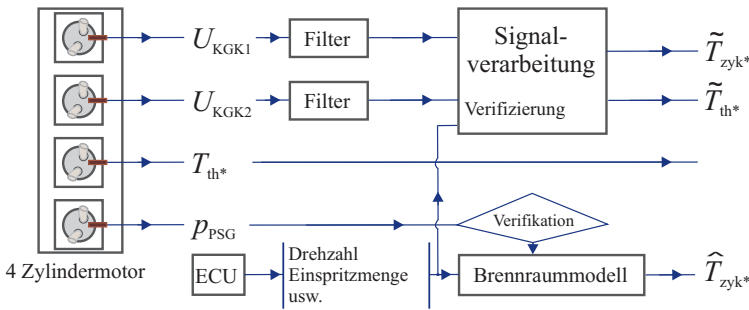 U_KGK1
Filter
Signal-
verarbeitung
Verifizierung
T̃_zyk*
U_KGK2
Filter
T̃_th*
T_th*
p_PSG
Verifikation
4 Zylindermotor
ECU
Drehzahl
Einspritzmenge
usw.
Brennraummodell
T̂_zyk*